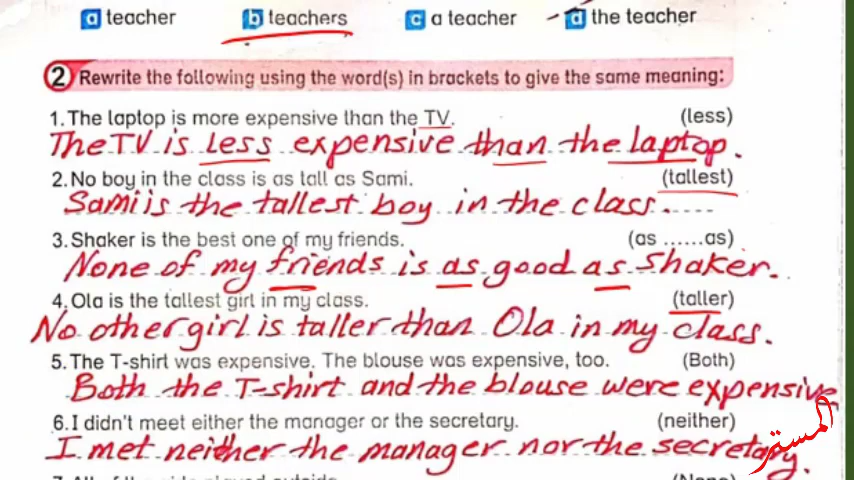 a teacher b teachers c a teacher d the teacher
2 Rewrite the following using the word(s) in brackets to give the same meaning:
1. The laptop is more expensive than the TV. (less)
The TV is less expensive than the laptop.
2. No boy in the class is as tall as Sami. (tallest)
Sami is the tallest boy in the class.
3. Shaker is the best one of my friends. (as ......as)
None of my friends is as good as Shaker.
4. Ola is the tallest girl in my class. (taller)
No other girl is taller than Ola in my class.
5. The T-shirt was expensive. The blouse was expensive, too. (Both)
Both the T-shirt and the blouse were expensive
6. I didn't meet either the manager or the secretary. (neither)
I met neither the manager nor the secretary.
المستر
(None)